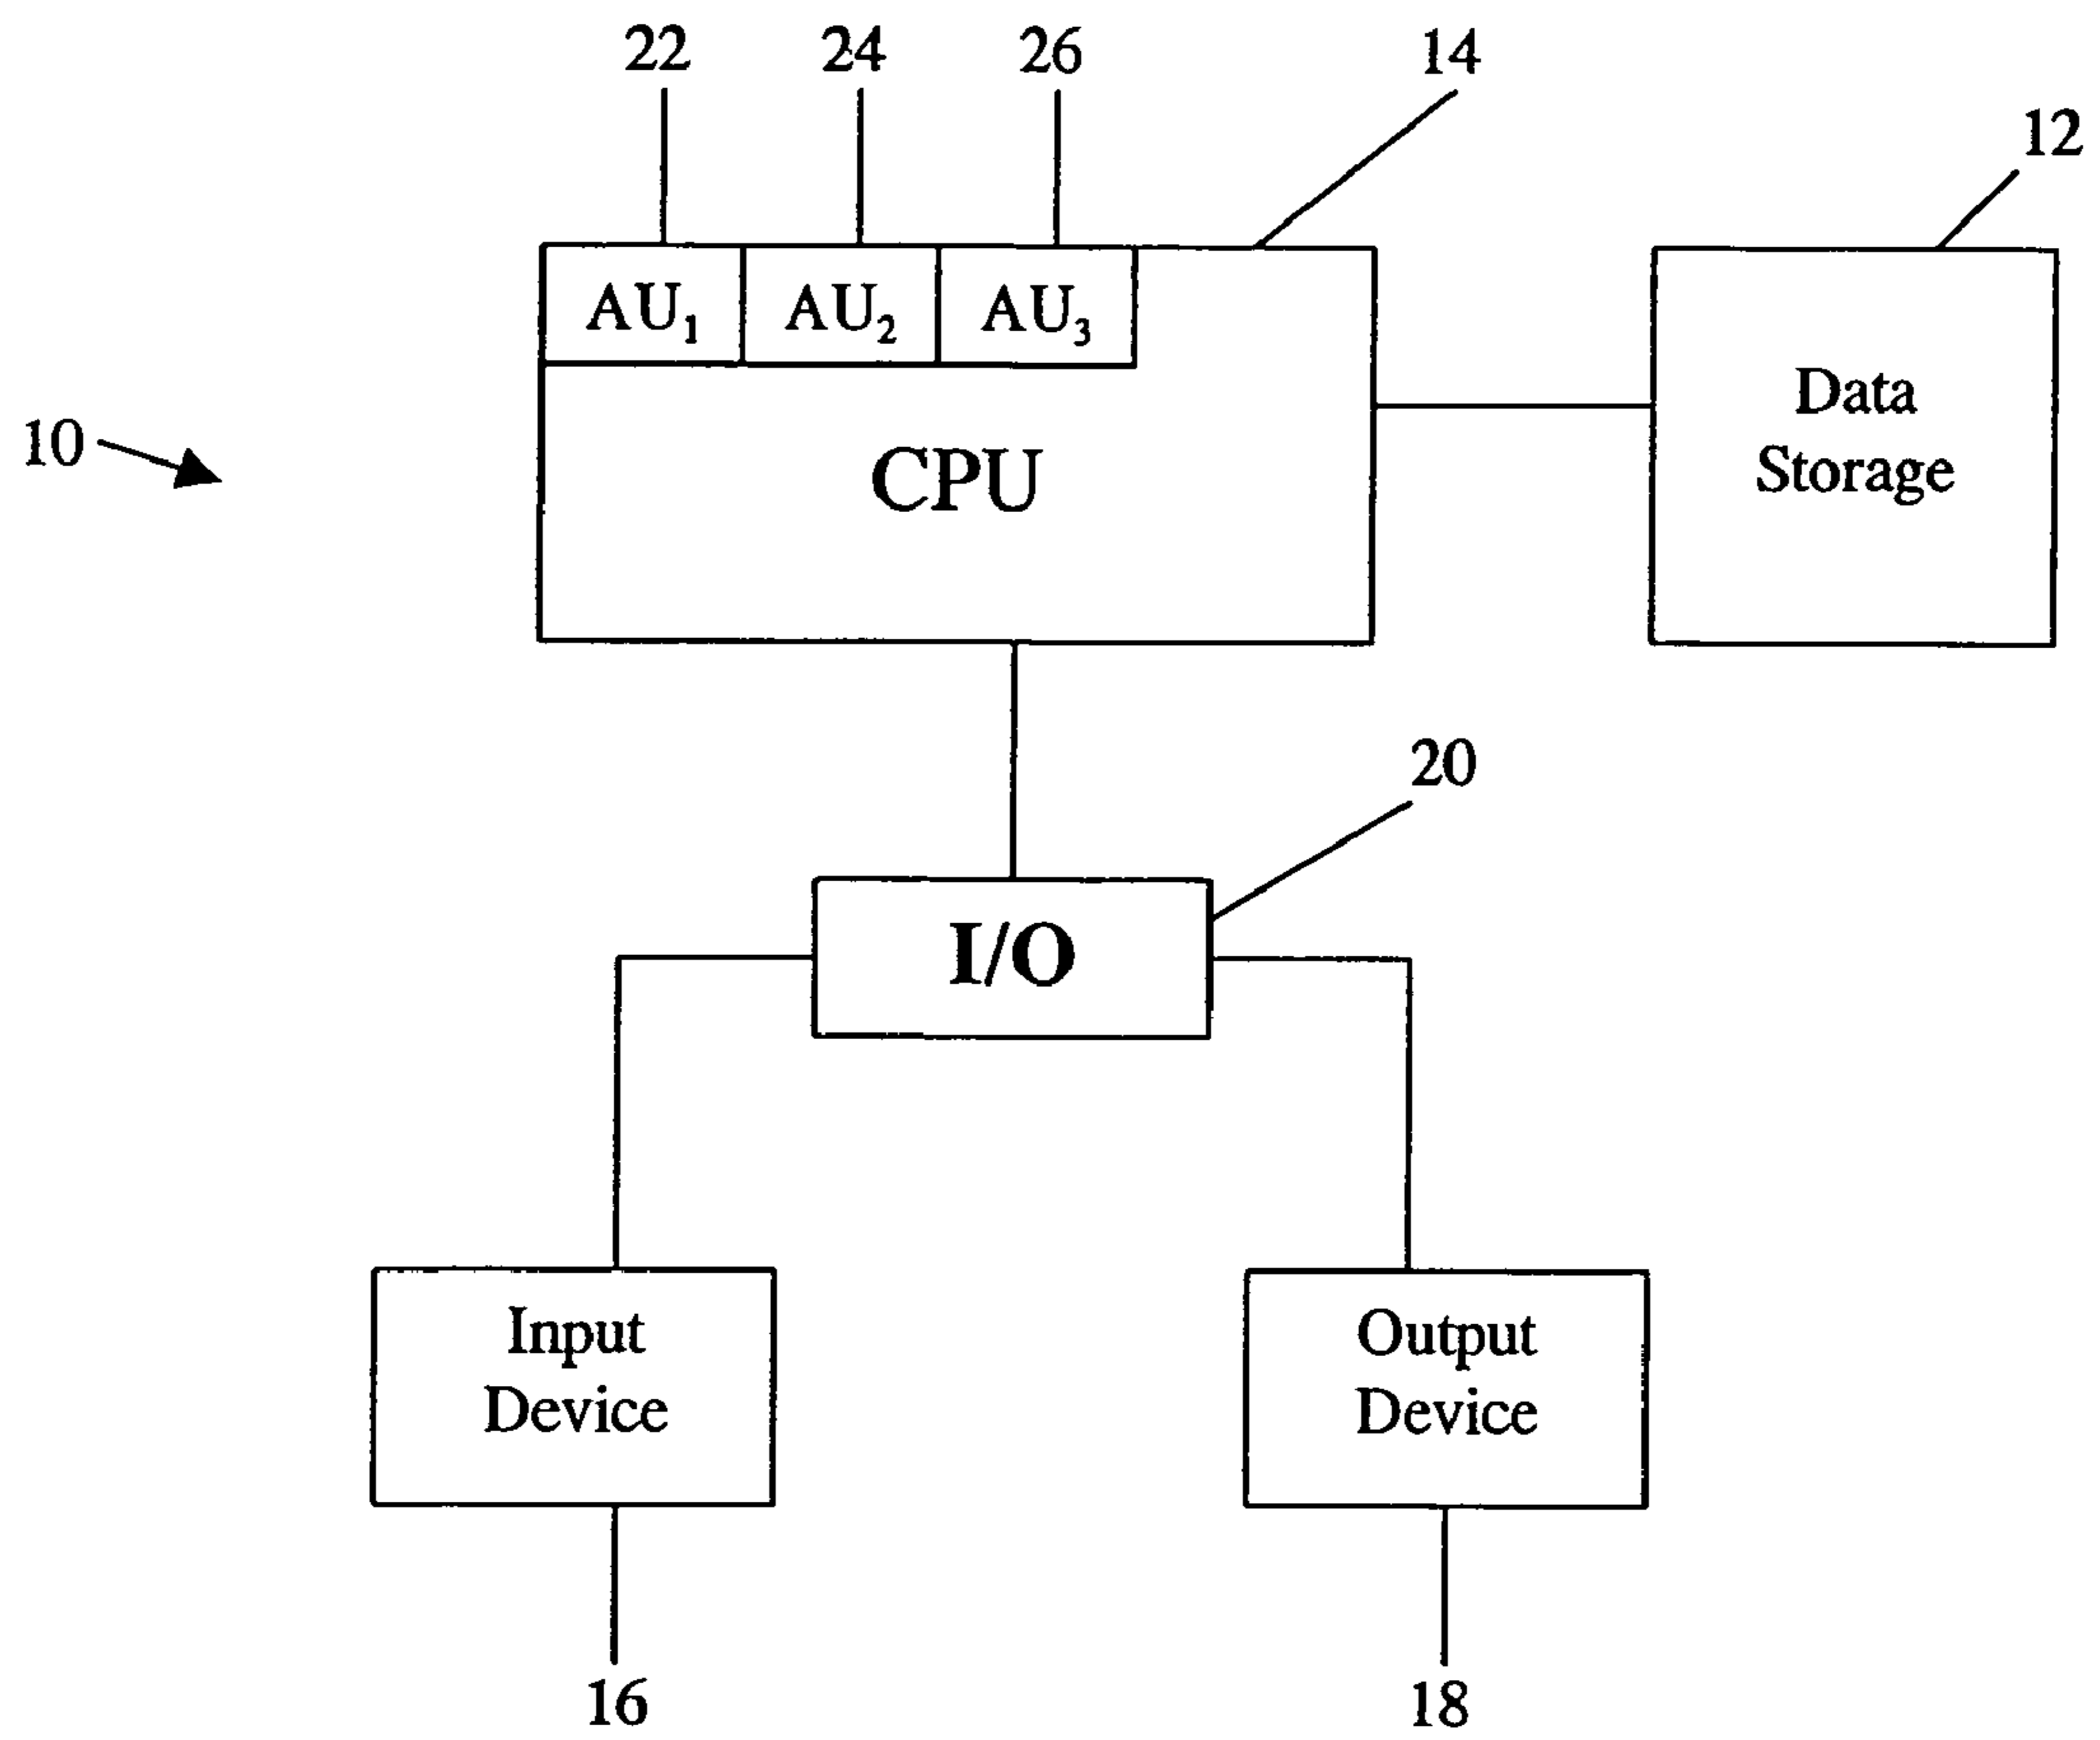 22 24 26 14
12
AU₁ AU₂ AU₃
Data
Storage
10
CPU
20
I/O
Input
Device
Output
Device
16
18